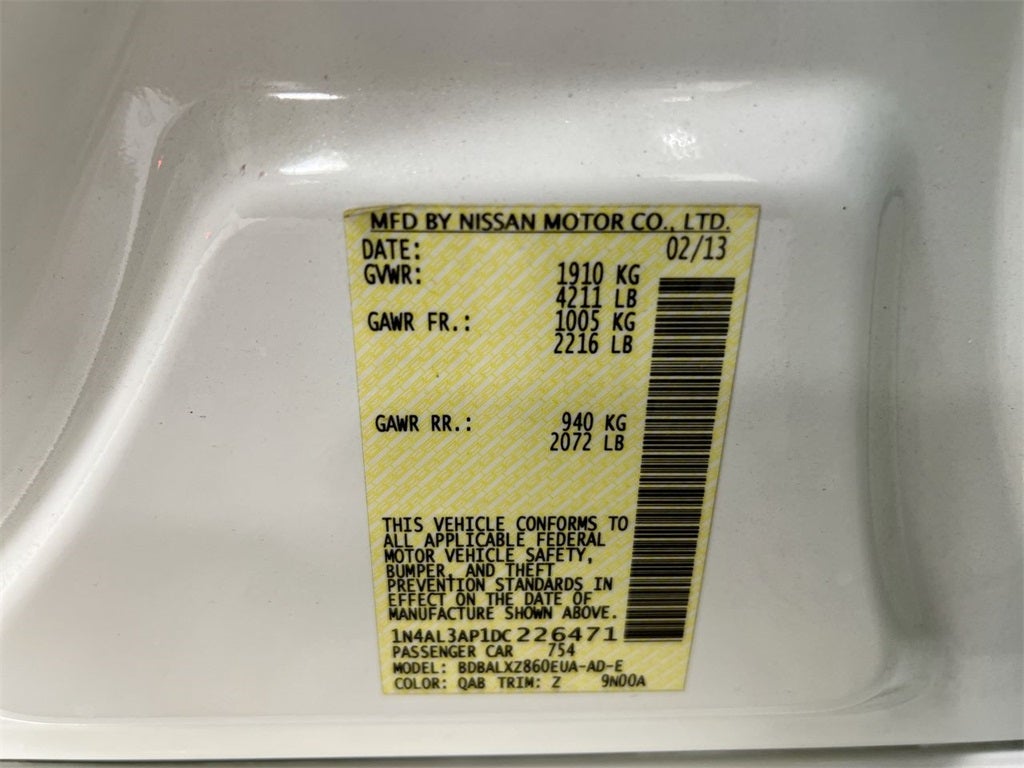 MFD BY NISSAN MOTOR CO., LTD.
DATE: 02/13
GVWR: 1910 KG
4211 LB
GAWR FR.: 1005 KG
2216 LB
GAWR RR.: 940 KG
2072 LB
THIS VEHICLE CONFORMS TO
ALL APPLICABLE FEDERAL
MOTOR VEHICLE SAFETY,
BUMPER, AND THEFT
PREVENTION STANDARDS IN
EFFECT ON THE DATE OF
MANUFACTURE SHOWN ABOVE.
1N4AL3AP1DC226471
PASSENGER CAR 754
MODEL: BDBALXZ860EUA-AD-E
COLOR: QAB TRIM: Z 9N00A